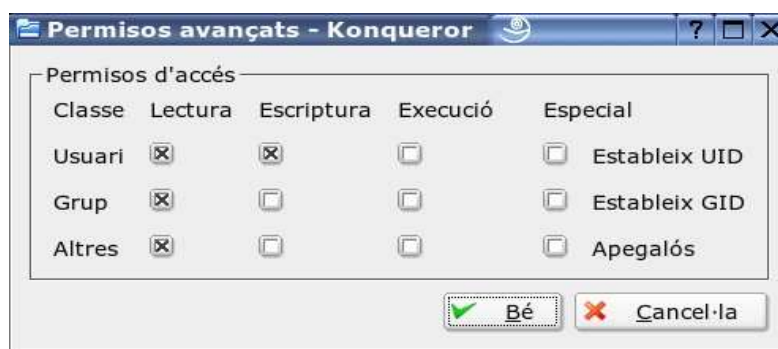 Permisos avançats - Konqueror
Permisos d'accés
Classe Lectura Escriptura Execució Especial
Usuari Estableix UID
Grup Estableix GID
Altres Apegalós
Bé Cancel·la